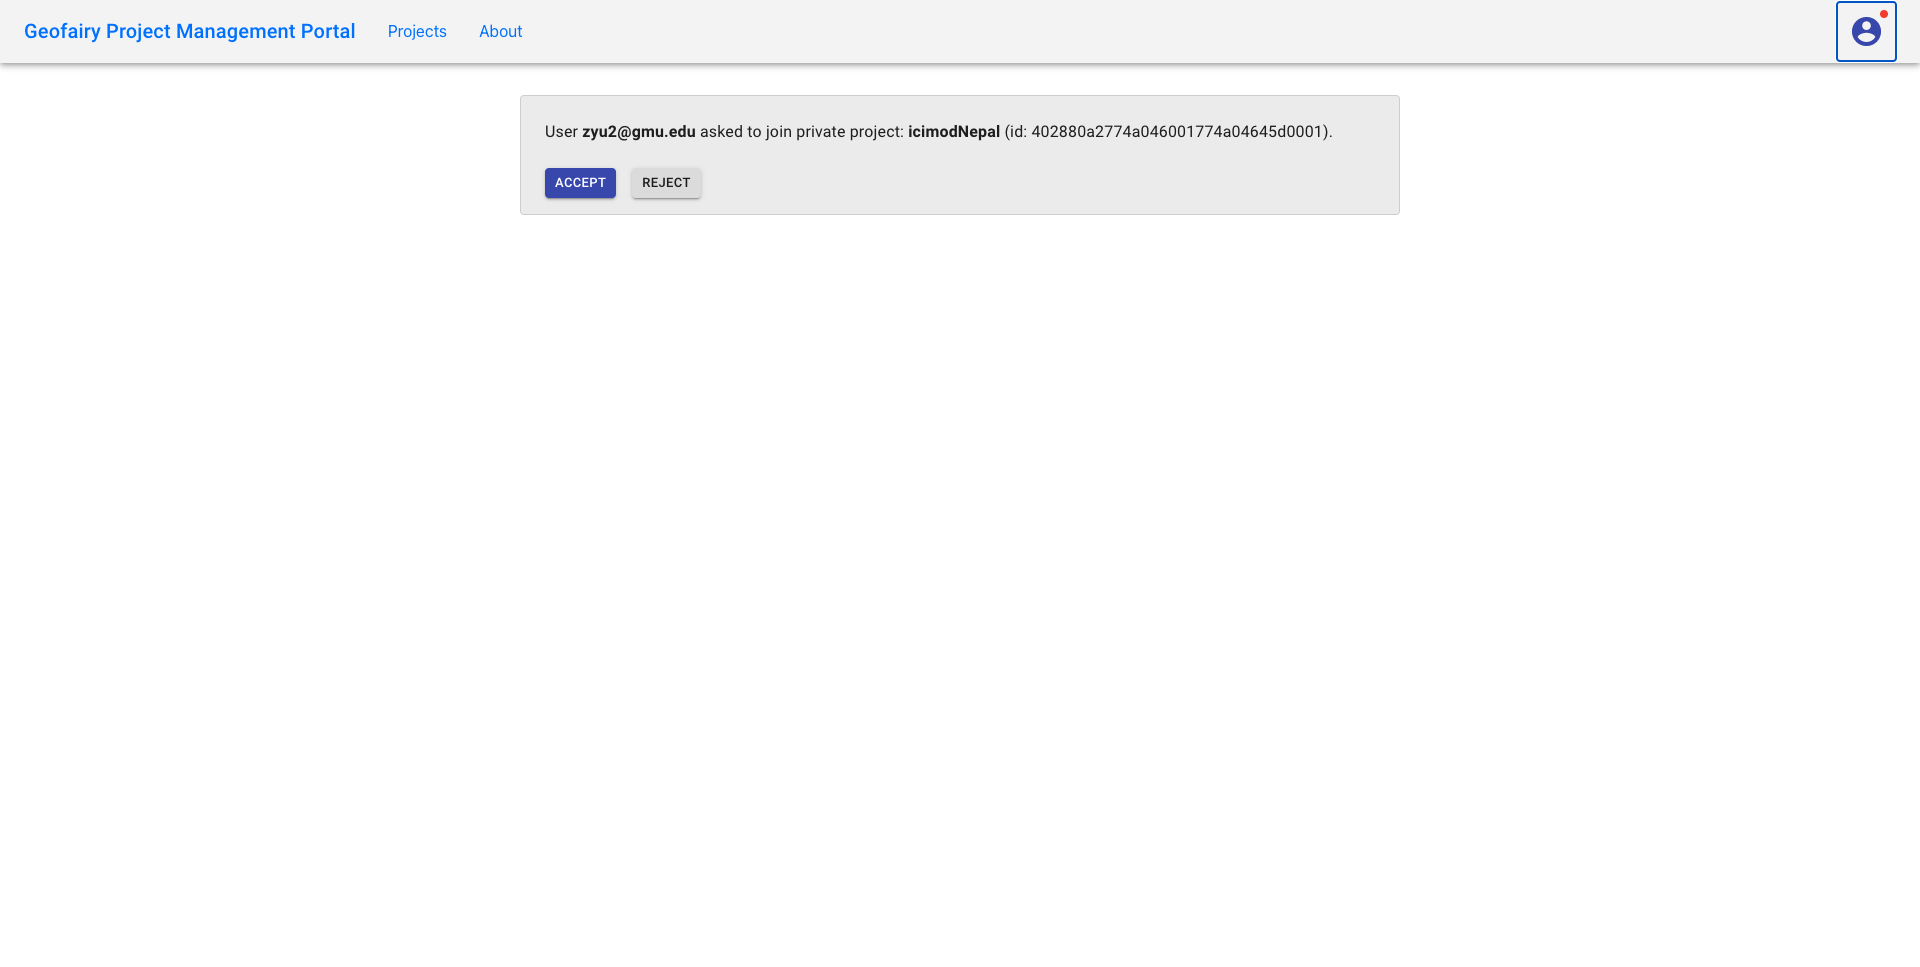 Geofairy Project Management Portal Projects About
User zyu2@gmu.edu asked to join private project: icimodNepal (id: 402880a2774a046001774a04645d0001).
ACCEPT REJECT